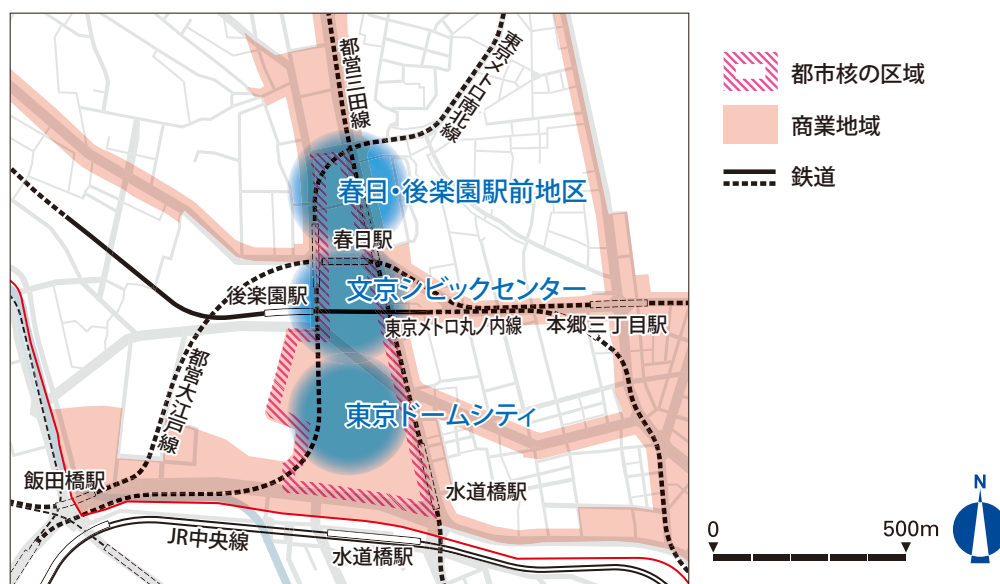 都営三田線
東京メトロ南北線
春日・後楽園駅前地区
春日駅
文京シビックセンター
後楽園駅
東京メトロ丸ノ内線
本郷三丁目駅
都営大江戸線
東京ドームシティ
飯田橋駅
水道橋駅
JR中央線
水道橋駅
都市核の区域
商業地域
鉄道
N
0
500m